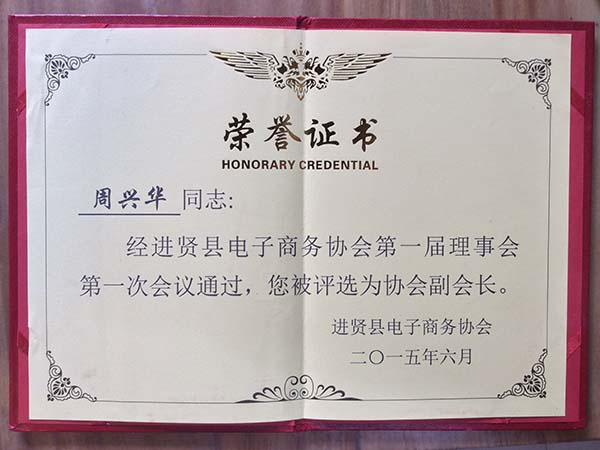 荣誉证书
HONORARY CREDENTIAL
周兴华 同志:
经进贤县电子商务协会第一届理事会
第一次会议通过，您被评选为协会副会长。
进贤县电子商务协会
二〇一五年六月